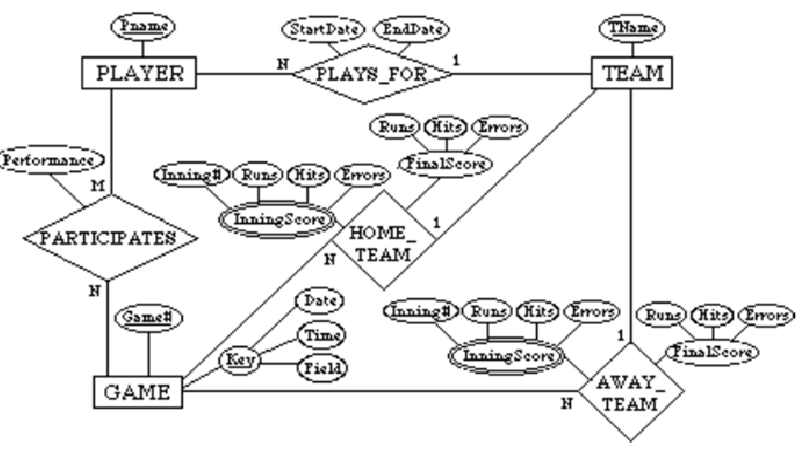 Pname
StartDate
EndDate
TName
PLAYER
N
PLAYS_FOR
1
TEAM
Runs
Hits
Errors
FinalScore
Performance
Inning#
Runs
Hits
Errors
InningScore
M
PARTICIPATES
HOME_
TEAM
1
N
N
Game#
Key
Date
Time
Field
Inning#
Runs
Hits
Errors
InningScore
Runs
Hits
Errors
FinalScore
1
GAME
AWAY_
TEAM
N